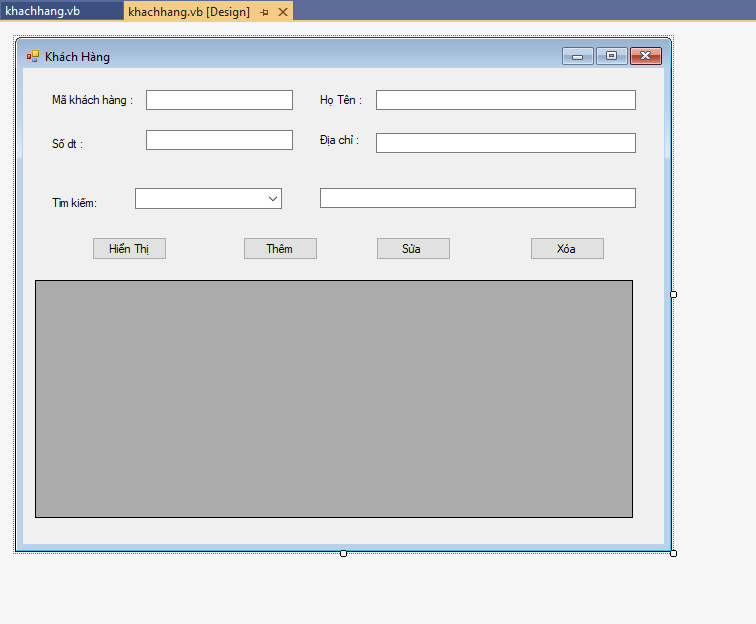 khachhang.vb khachhang.vb [Design]
Khách Hàng
Mã khách hàng : Họ Tên :
Số đt : Địa chỉ :
Tìm kiếm:
Hiển Thị Thêm Sửa Xóa